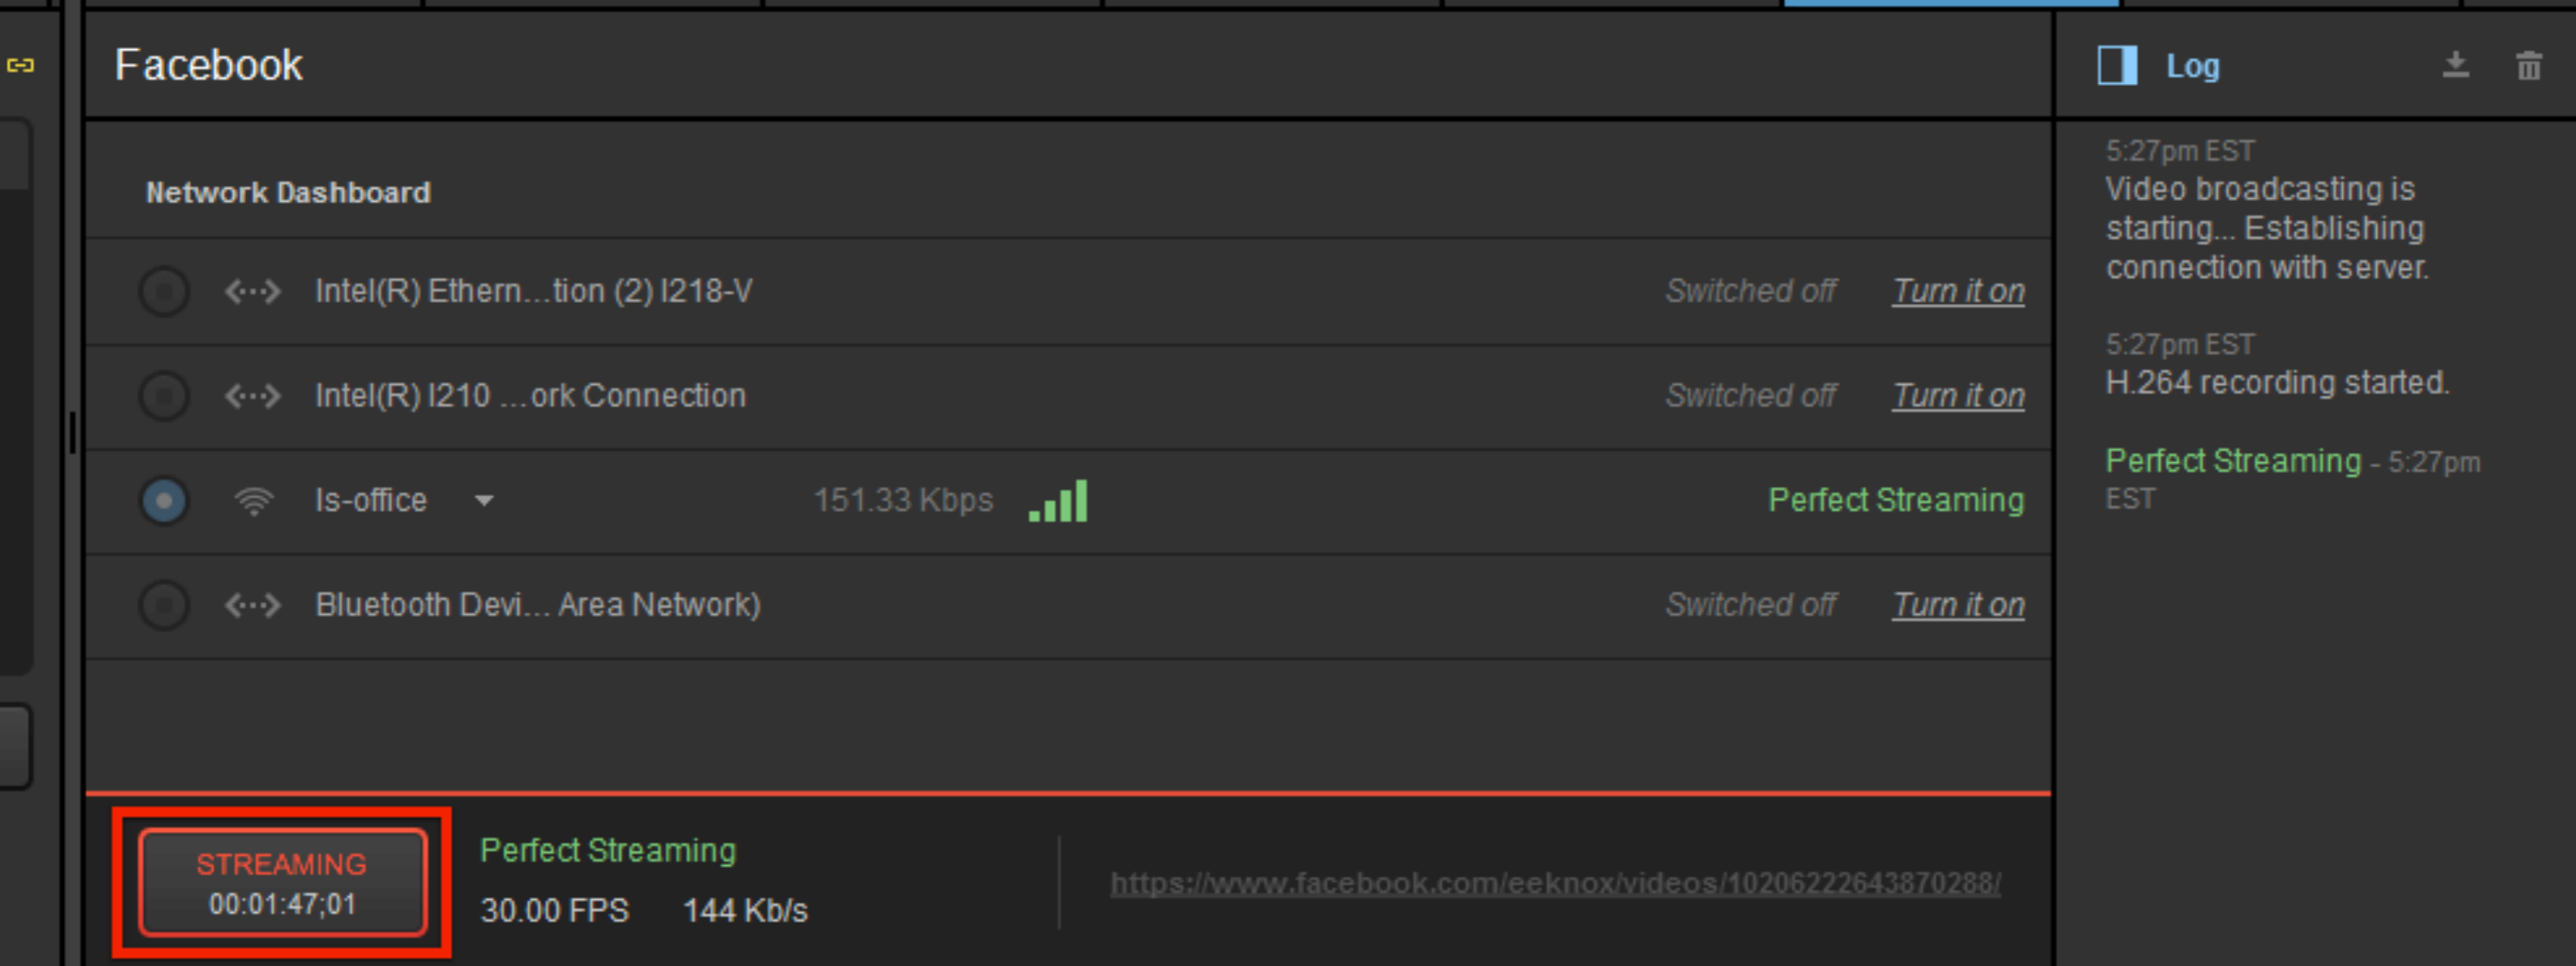 Facebook
Log
Network Dashboard
Intel(R) Ethern...tion (2) I218-V Switched off Turn it on
Intel(R) I210 ...ork Connection Switched off Turn it on
ls-office 151.33 Kbps Perfect Streaming
Bluetooth Devi... Area Network) Switched off Turn it on
STREAMING
00:01:47;01
Perfect Streaming
30.00 FPS 144 Kb/s
https://www.facebook.com/eeknox/videos/10206222643870288/
5:27pm EST
Video broadcasting is
starting... Establishing
connection with server.
5:27pm EST
H.264 recording started.
Perfect Streaming - 5:27pm
EST